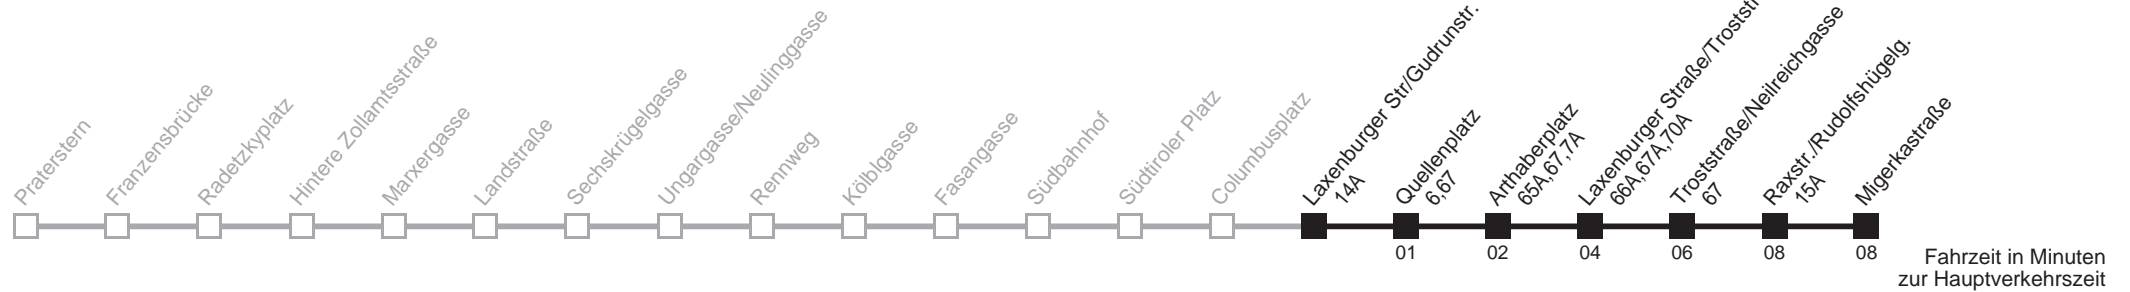 Praterstern
Franzensbrücke
Radetzkyplatz
Hintere Zollamtsstraße
Marxergasse
Landstraße
Sechskrügelgasse
Ungargasse/Neulinggasse
Rennweg
Kölblgasse
Fasangasse
Südbahnhof
Südtiroler Platz
Columbusplatz
Laxenburger Str/Gudrunstr.
14A
Quellenplatz
6,67
Arthaberplatz
65A,67,7A
Laxenburger Straße/Troststr
66A,67A,70A
Troststraße/Neilreichgasse
67
Raxstr./Rudolfshügelg.
15A
Migerkastraße
01
02
04
06
08
08
Fahrzeit in Minuten
zur Hauptverkehrszeit